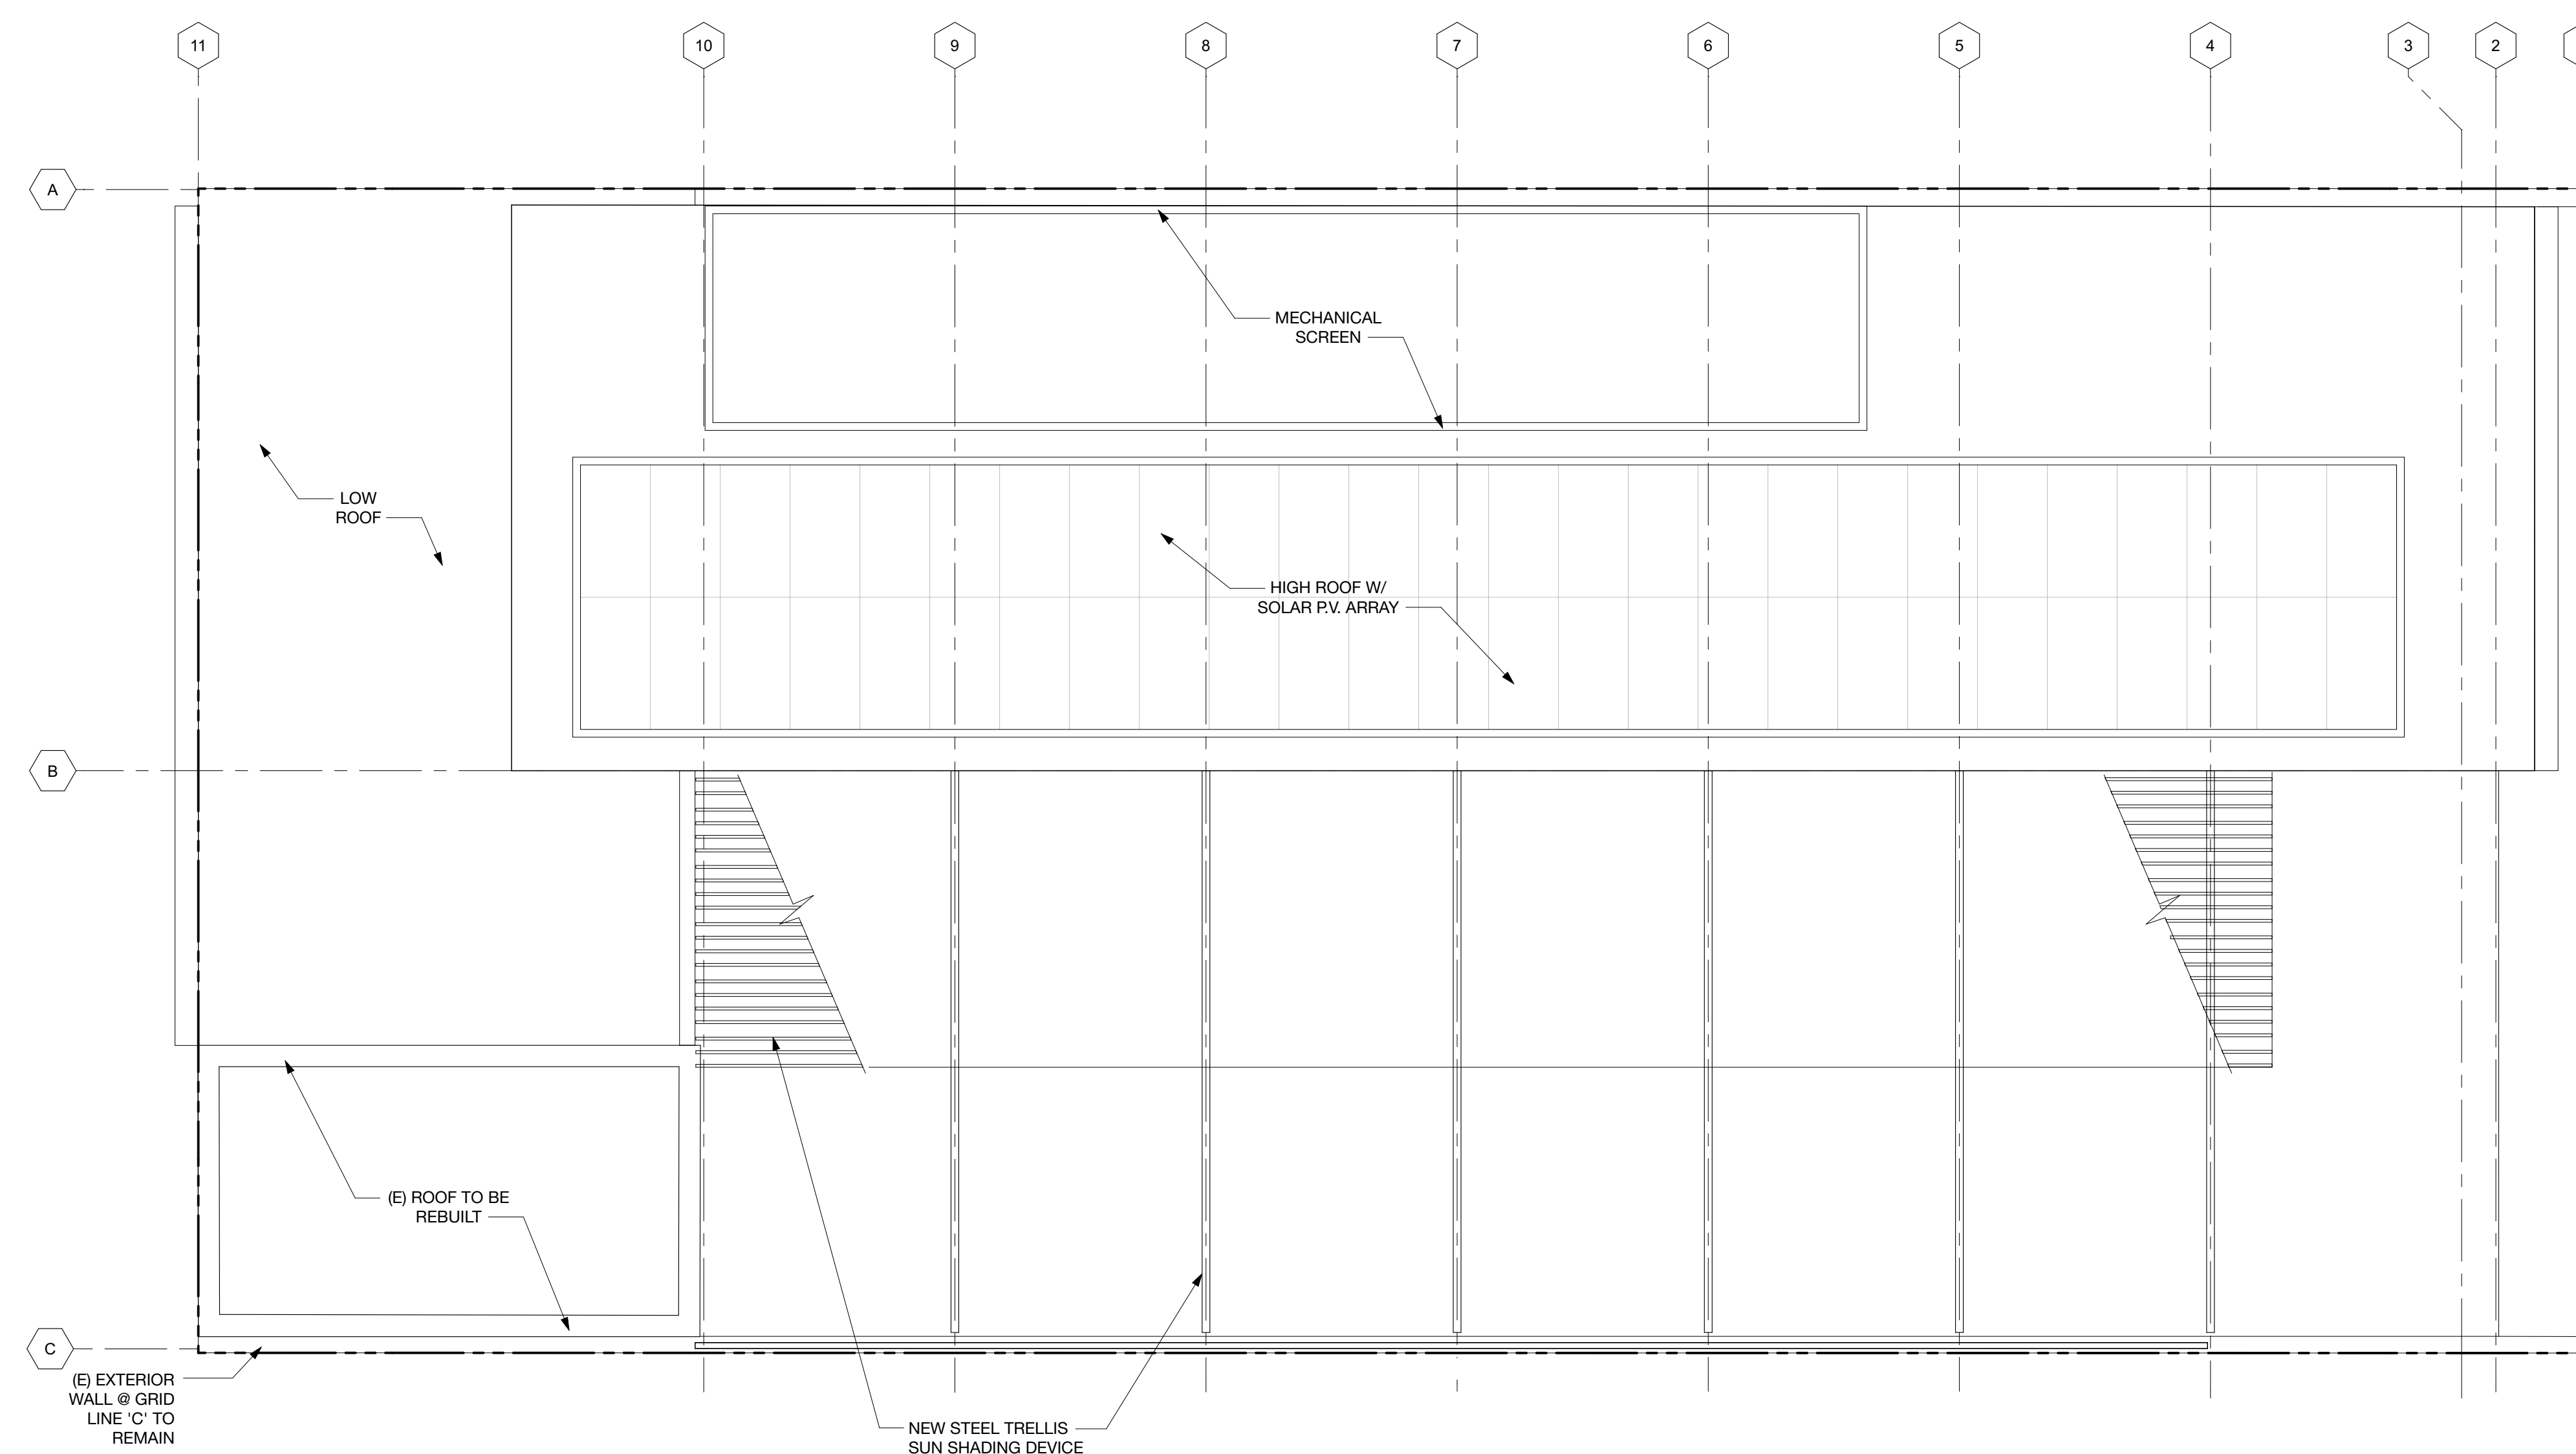 11
10
9
8
7
6
5
4
3
2
A
MECHANICAL
SCREEN
LOW
ROOF
HIGH ROOF W/
SOLAR P.V. ARRAY
B
(E) ROOF TO BE
REBUILT
C
(E) EXTERIOR
WALL @ GRID
LINE 'C' TO
REMAIN
NEW STEEL TRELLIS
SUN SHADING DEVICE